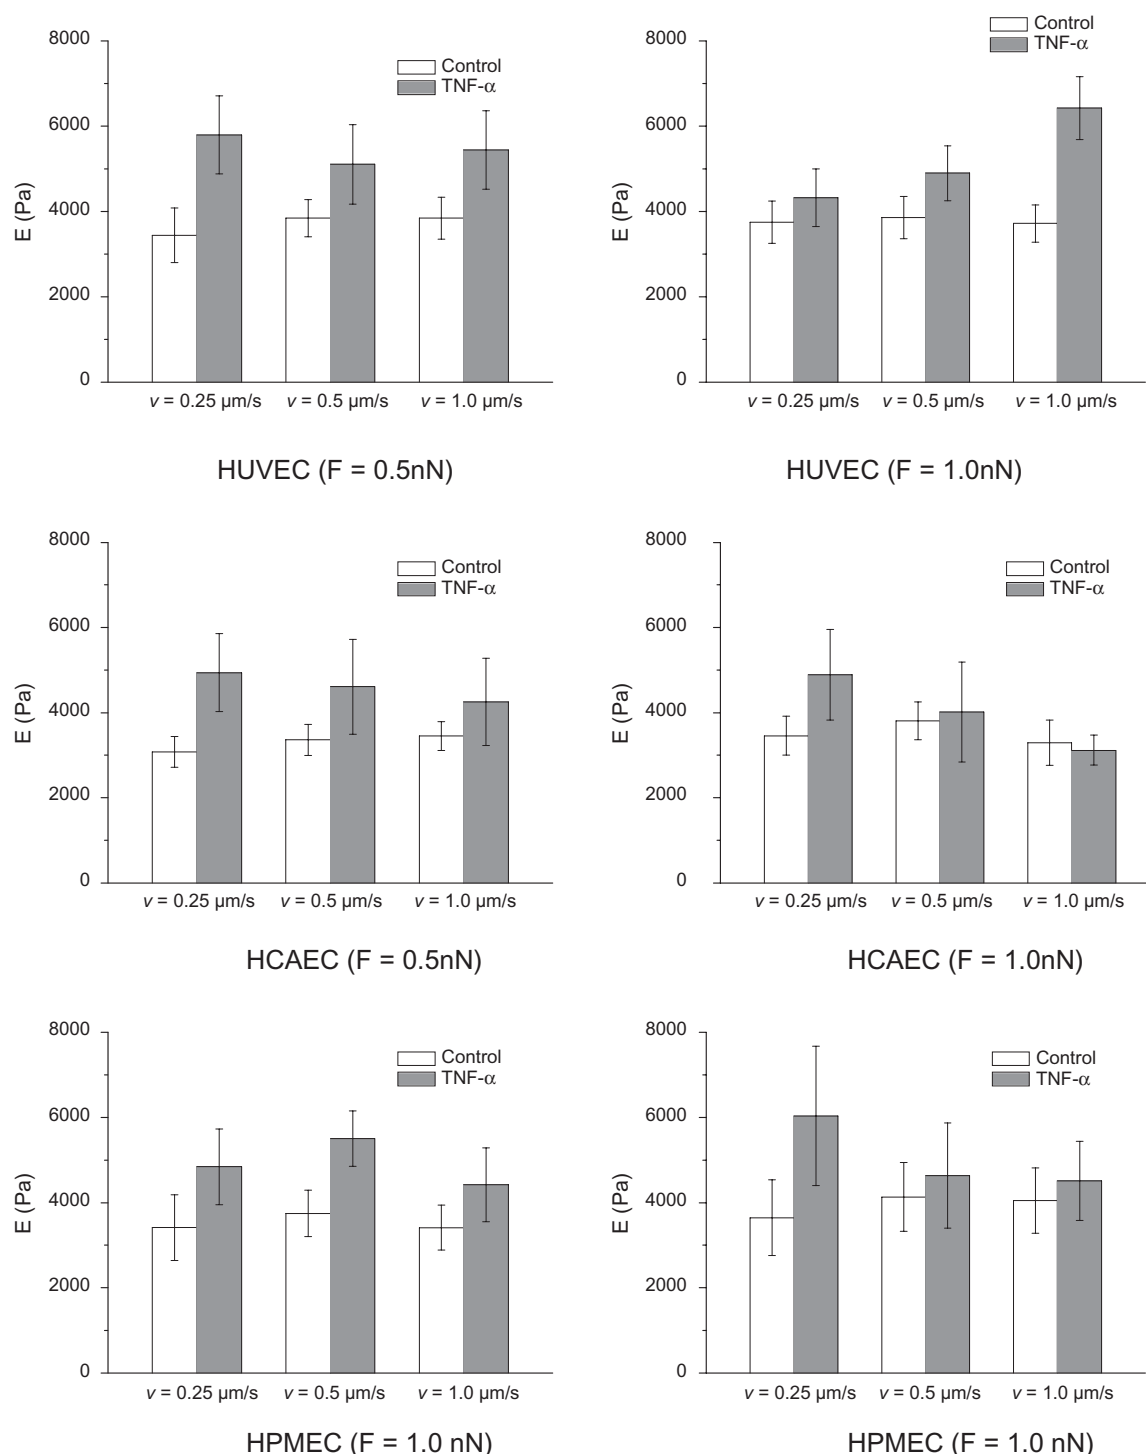 8000
6000
4000
2000
0
E (Pa)
Control
TNF-α
v = 0.25 µm/s
v = 0.5 µm/s
v = 1.0 µm/s
HUVEC (F = 0.5nN)
8000
6000
4000
2000
0
E (Pa)
Control
TNF-α
v = 0.25 µm/s
v = 0.5 µm/s
v = 1.0 µm/s
HUVEC (F = 1.0nN)
8000
6000
4000
2000
0
E (Pa)
Control
TNF-α
v = 0.25 µm/s
v = 0.5 µm/s
v = 1.0 µm/s
HCAEC (F = 0.5nN)
8000
6000
4000
2000
0
E (Pa)
Control
TNF-α
v = 0.25 µm/s
v = 0.5 µm/s
v = 1.0 µm/s
HCAEC (F = 1.0nN)
8000
6000
4000
2000
0
E (Pa)
Control
TNF-α
v = 0.25 µm/s
v = 0.5 µm/s
v = 1.0 µm/s
HPMEC (F = 1.0 nN)
8000
6000
4000
2000
0
E (Pa)
Control
TNF-α
v = 0.25 µm/s
v = 0.5 µm/s
v = 1.0 µm/s
HPMEC (F = 1.0 nN)